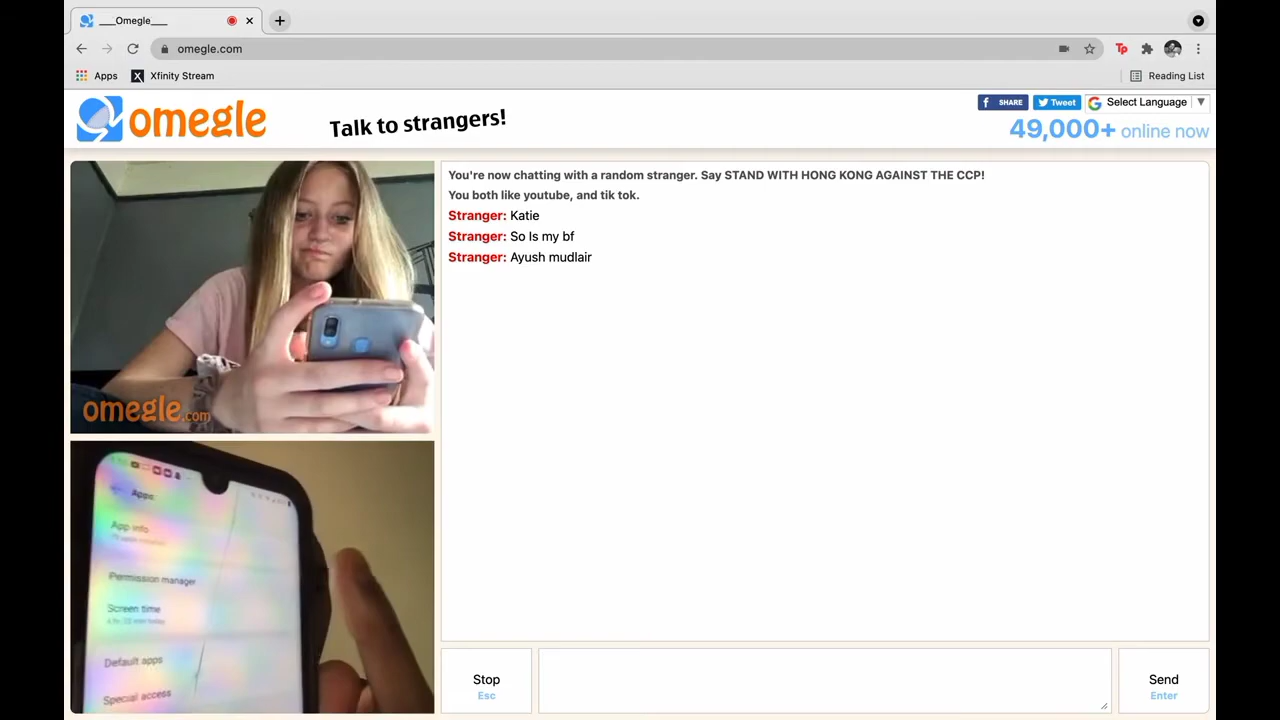 ___Omegle___
omegle.com
Apps
Xfinity Stream
Reading List
omegle
Talk to strangers!
SHARE
Tweet
Select Language
49,000+ online now
You're now chatting with a random stranger. Say STAND WITH HONG KONG AGAINST THE CCP!
You both like youtube, and tik tok.
Stranger: Katie
Stranger: So Is my bf
Stranger: Ayush mudlair
omegle.com
Apps
App info
Permission manager
Screen time
Default apps
Special access
Stop
Esc
Send
Enter